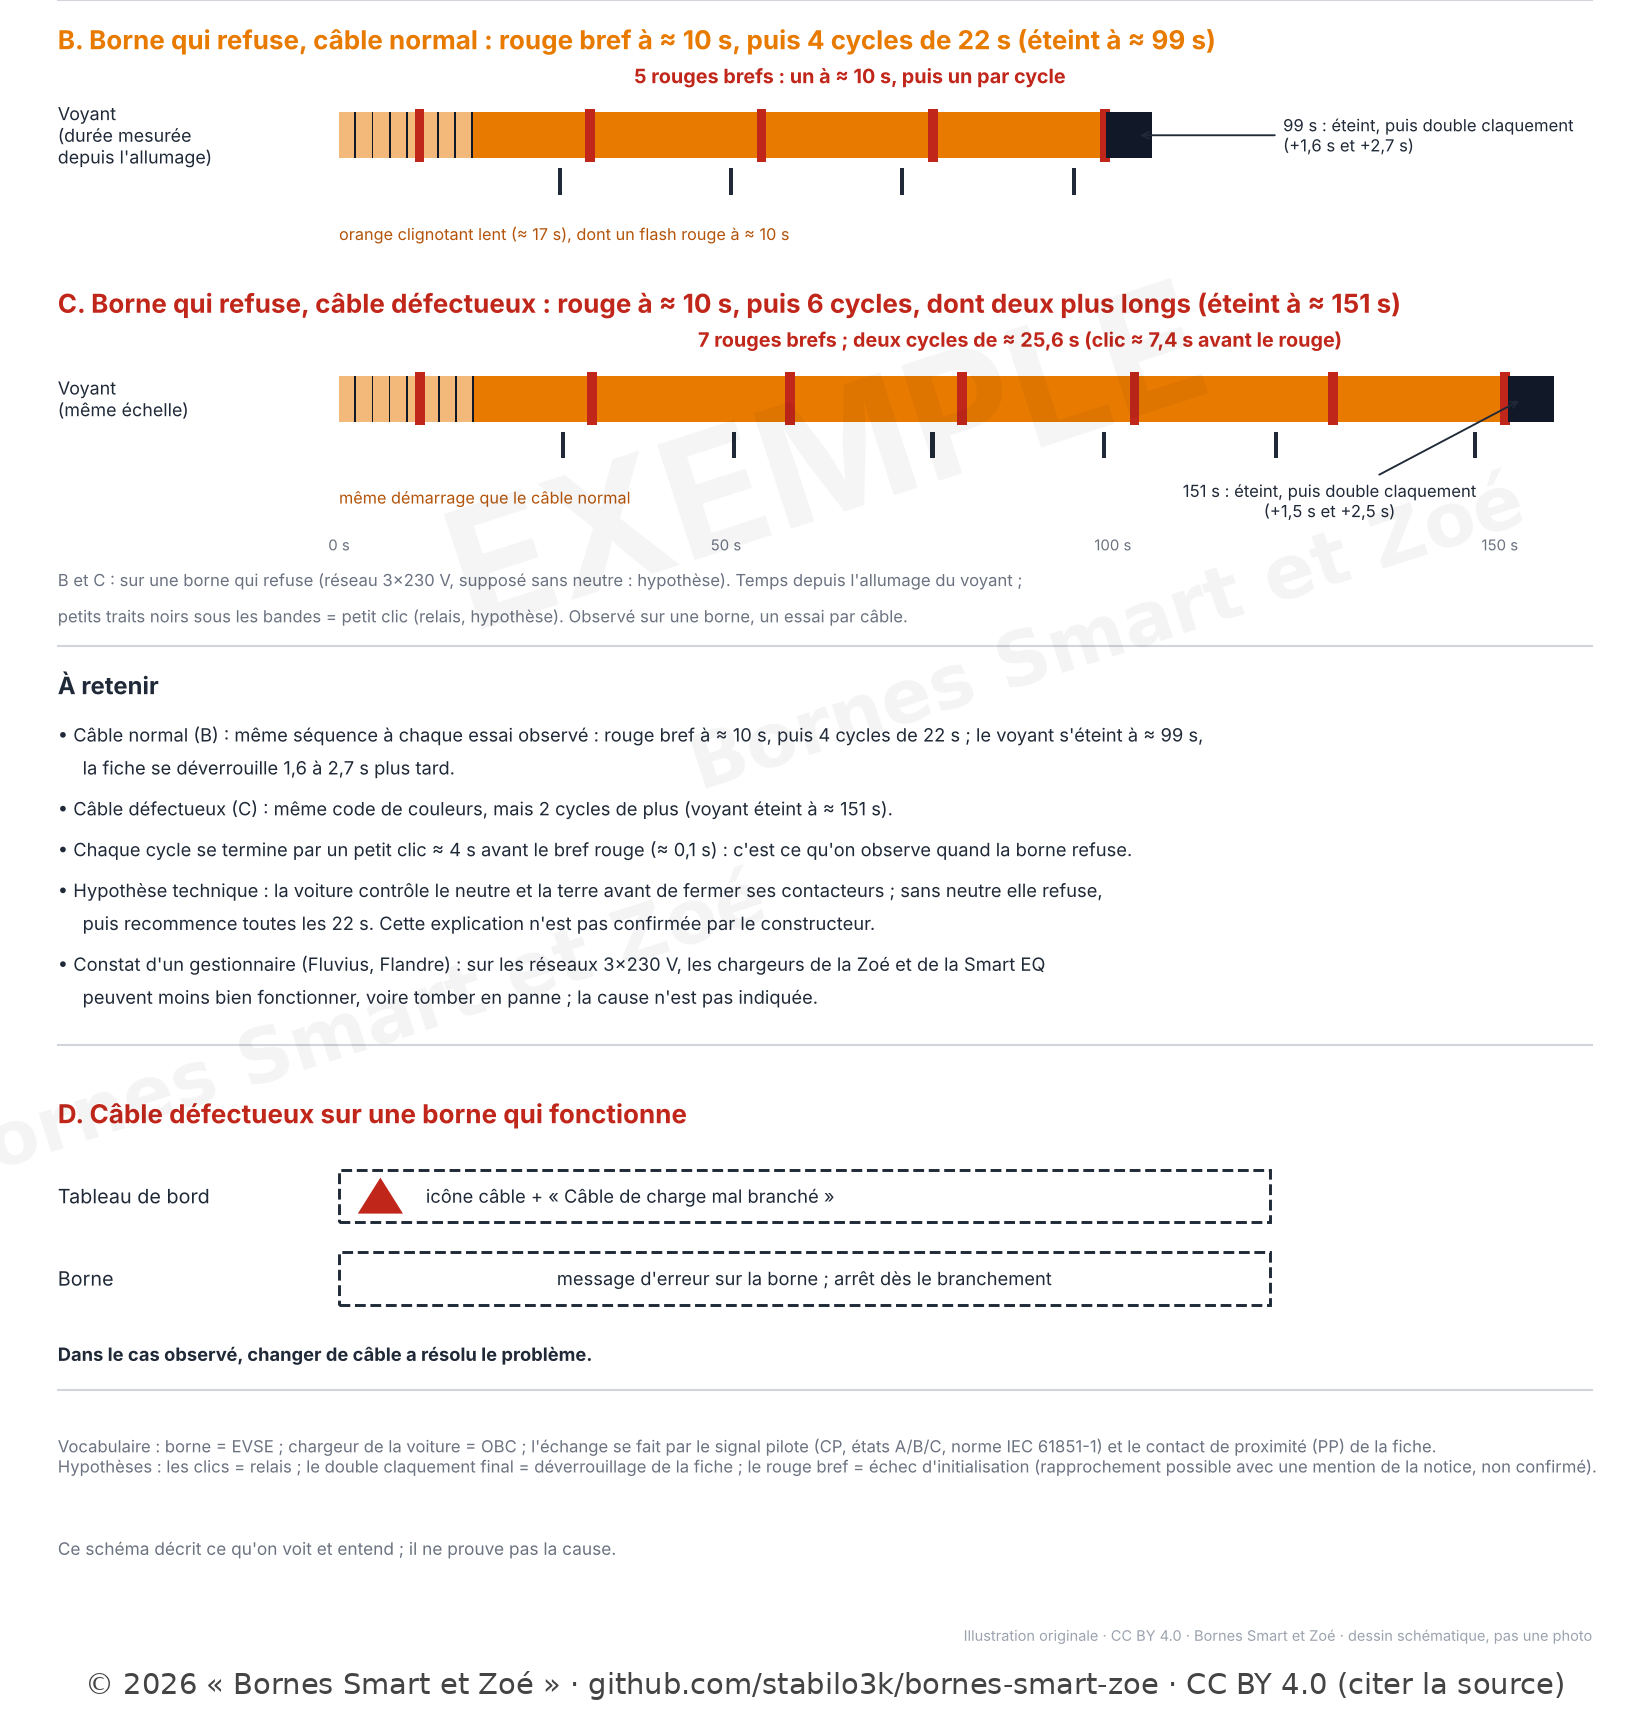 B. Borne qui refuse, câble normal : rouge bref à ≈ 10 s, puis 4 cycles de 22 s (éteint à ≈ 99 s)
5 rouges brefs : un à ≈ 10 s, puis un par cycle
Voyant
(durée mesurée
depuis l'allumage)
99 s : éteint, puis double claquement
(+1,6 s et +2,7 s)
orange clignotant lent (≈ 17 s), dont un flash rouge à ≈ 10 s
C. Borne qui refuse, câble défectueux : rouge à ≈ 10 s, puis 6 cycles, dont deux plus longs (éteint à ≈ 151 s)
7 rouges brefs ; deux cycles de ≈ 25,6 s (clic ≈ 7,4 s avant le rouge)
Voyant
(même échelle)
même démarrage que le câble normal
151 s : éteint, puis double claquement
(+1,5 s et +2,5 s)
0 s 50 s 100 s 150 s
B et C : sur une borne qui refuse (réseau 3×230 V, supposé sans neutre : hypothèse). Temps depuis l'allumage du voyant ;
petits traits noirs sous les bandes = petit clic (relais, hypothèse). Observé sur une borne, un essai par câble.
EXEMPLE
Bornes Smart et Zoé
À retenir
• Câble normal (B) : même séquence à chaque essai observé : rouge bref à ≈ 10 s, puis 4 cycles de 22 s ; le voyant s'éteint à ≈ 99 s,
la fiche se déverrouille 1,6 à 2,7 s plus tard.
• Câble défectueux (C) : même code de couleurs, mais 2 cycles de plus (voyant éteint à ≈ 151 s).
• Chaque cycle se termine par un petit clic ≈ 4 s avant le bref rouge (≈ 0,1 s) : c'est ce qu'on observe quand la borne refuse.
• Hypothèse technique : la voiture contrôle le neutre et la terre avant de fermer ses contacteurs ; sans neutre elle refuse,
puis recommence toutes les 22 s. Cette explication n'est pas confirmée par le constructeur.
• Constat d'un gestionnaire (Fluvius, Flandre) : sur les réseaux 3×230 V, les chargeurs de la Zoé et de la Smart EQ
peuvent moins bien fonctionner, voire tomber en panne ; la cause n'est pas indiquée.
ornes Smart et Zoé
D. Câble défectueux sur une borne qui fonctionne
Tableau de bord
icône câble + « Câble de charge mal branché »
Borne
message d'erreur sur la borne ; arrêt dès le branchement
Dans le cas observé, changer de câble a résolu le problème.
Vocabulaire : borne = EVSE ; chargeur de la voiture = OBC ; l'échange se fait par le signal pilote (CP, états A/B/C, norme IEC 61851-1) et le contact de proximité (PP) de la fiche.
Hypothèses : les clics = relais ; le double claquement final = déverrouillage de la fiche ; le rouge bref = échec d'initialisation (rapprochement possible avec une mention de la notice, non confirmé).
Ce schéma décrit ce qu'on voit et entend ; il ne prouve pas la cause.
Illustration originale · CC BY 4.0 · Bornes Smart et Zoé · dessin schématique, pas une photo
© 2026 « Bornes Smart et Zoé » · github.com/stabilo3k/bornes-smart-zoe · CC BY 4.0 (citer la source)